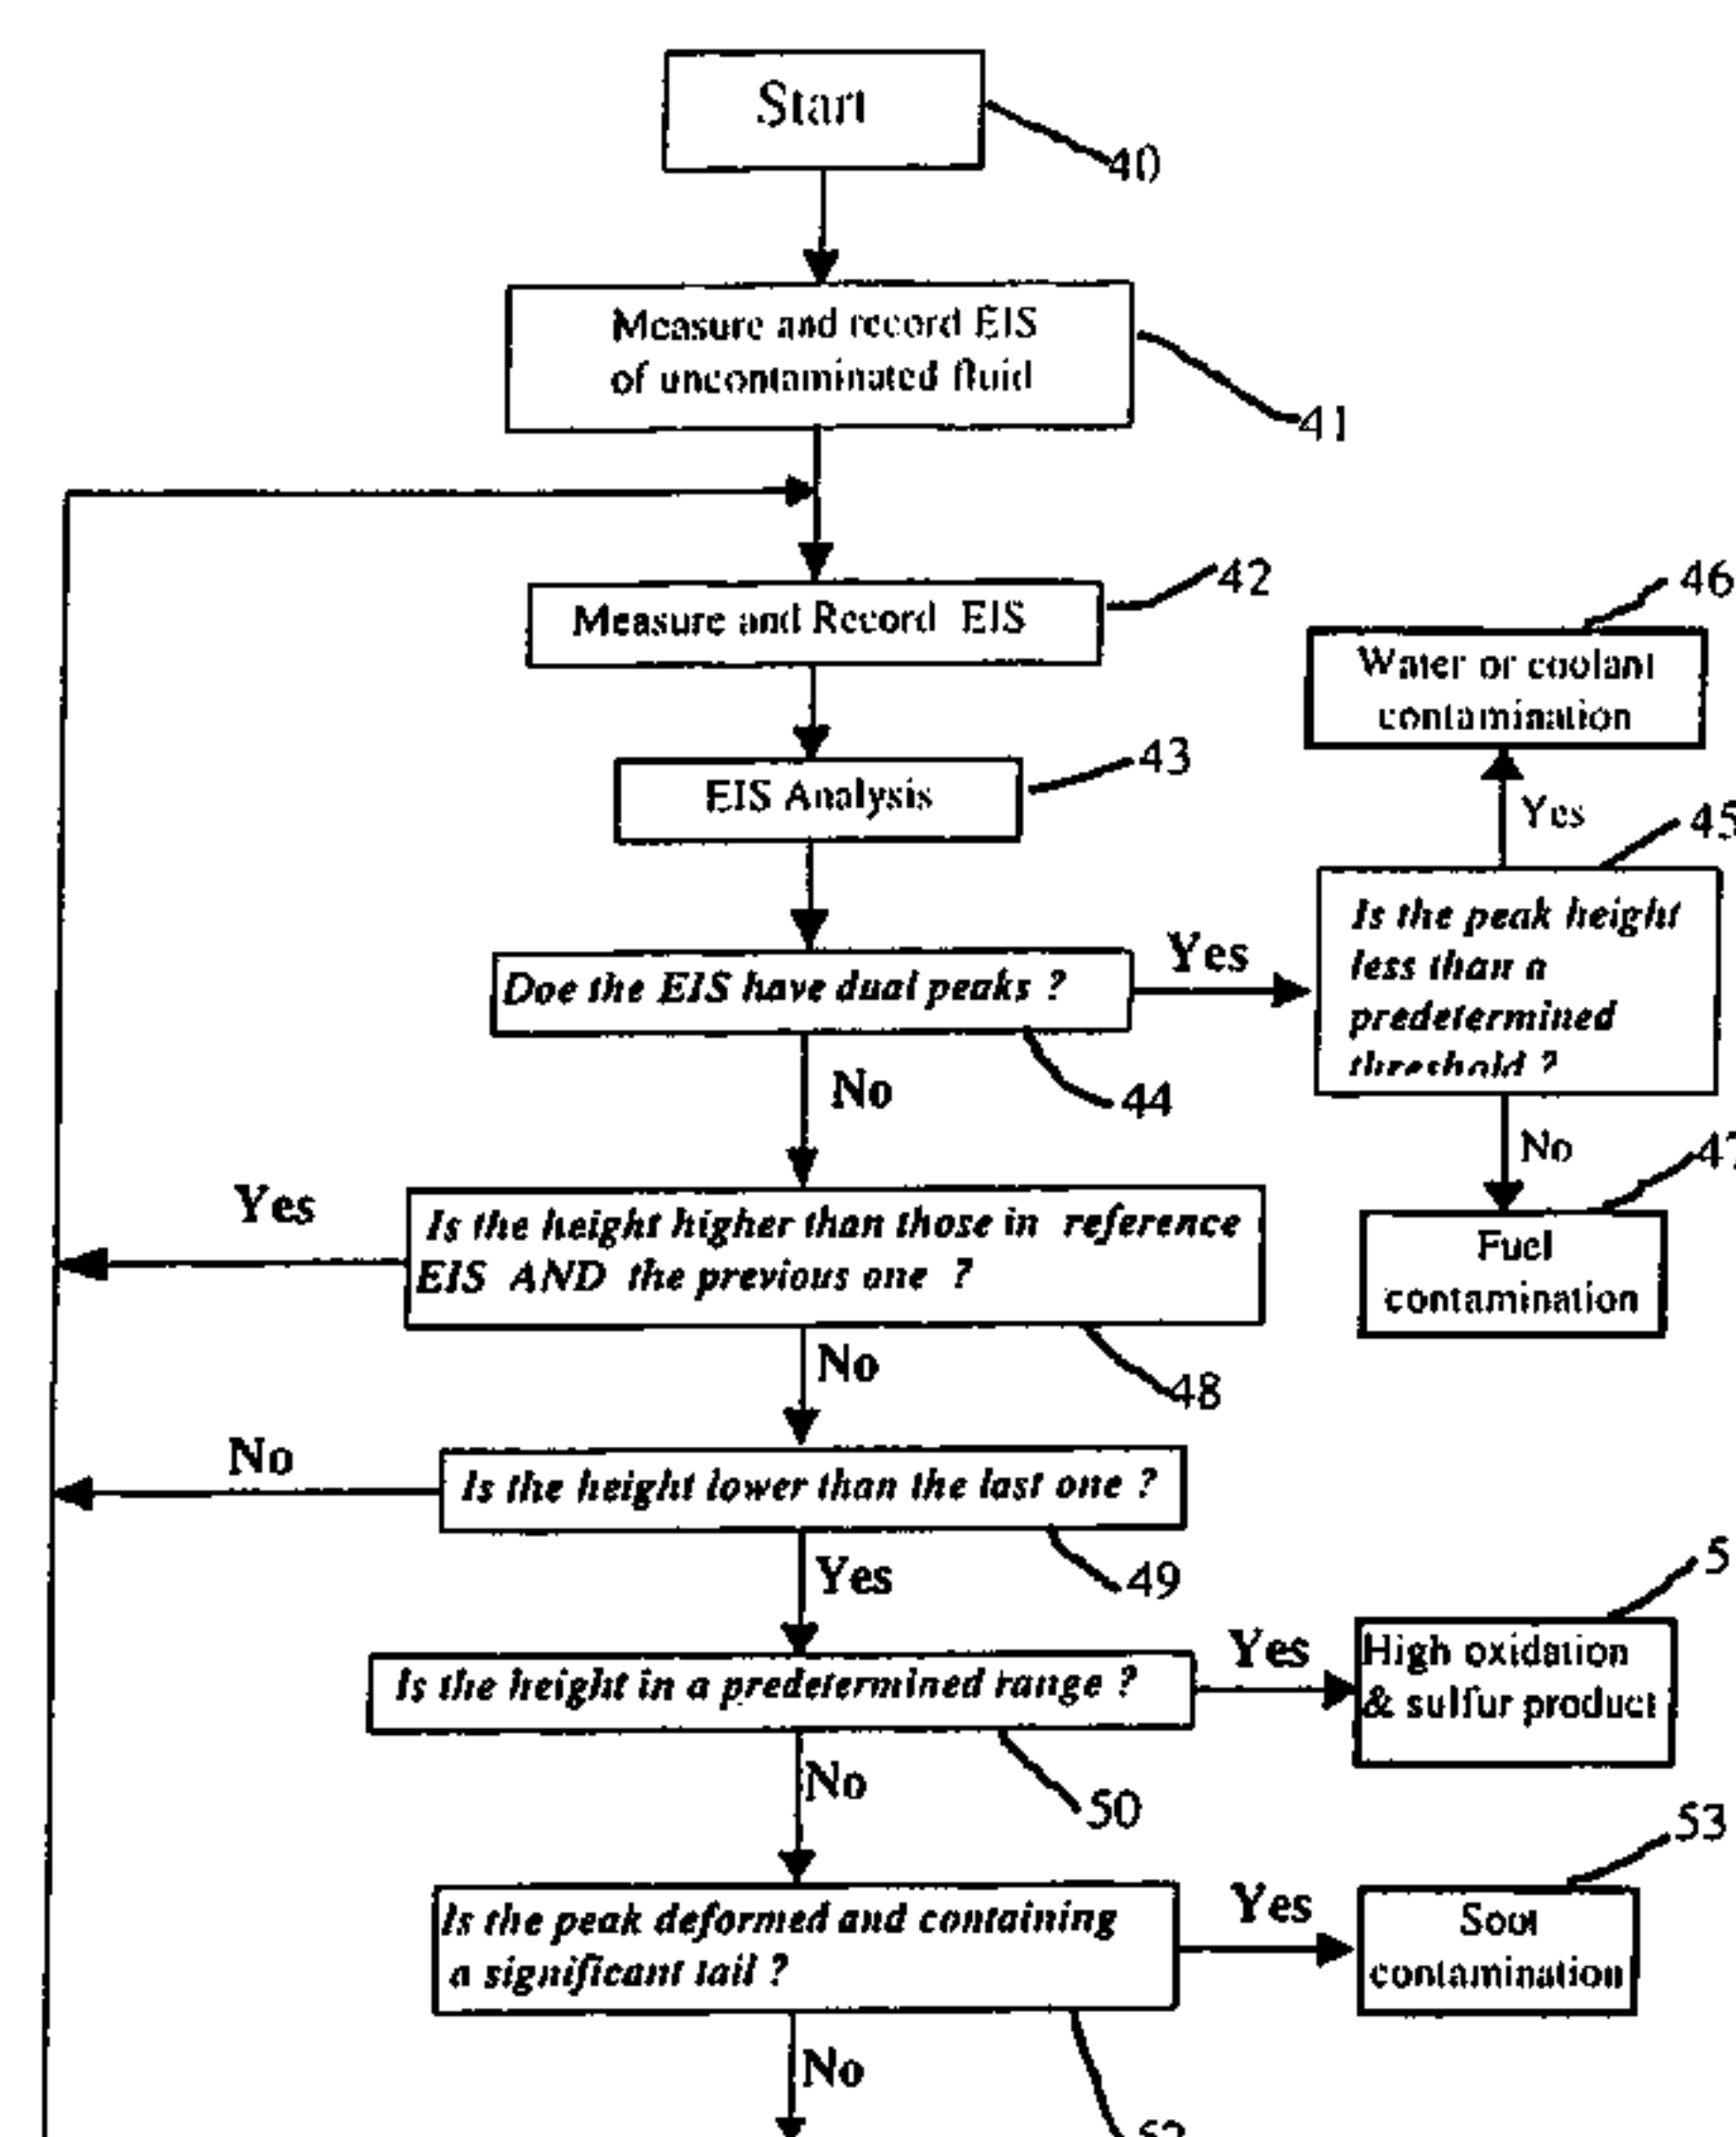 Start
40
Measure and record EIS
of uncontaminated fluid
41
Measure and Record EIS
42
46
Water or coolant
contamination
EIS Analysis
43
Yes
45
Is the peak height
less than a
predetermined
threshold ?
Doe the EIS have dual peaks ?
Yes
44
No
No
47
Fuel
contamination
Yes
Is the height higher than those in reference
EIS AND the previous one ?
48
No
No
Is the height lower than the last one ?
49
Yes
Is the height in a predetermined range ?
Yes
5
High oxidation
& sulfur product
50
No
53
Is the peak deformed and containing
a significant tail ?
Yes
Soot
contamination
No
52